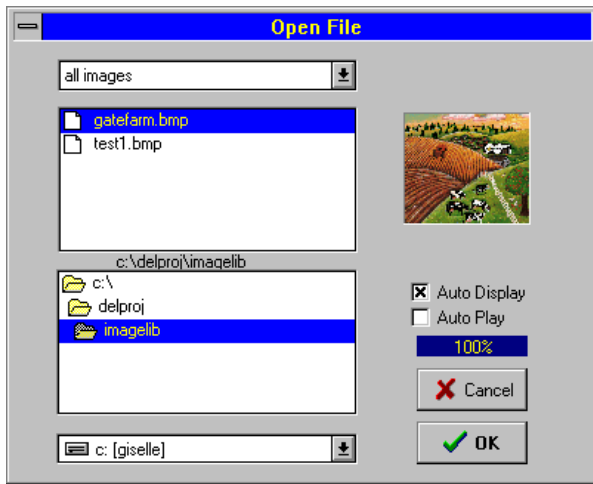 Open File
all images
gatefarm.bmp
test1.bmp
c:\delproj\imagelib
c:\
delproj
imagelib
Auto Display
Auto Play
100%
Cancel
OK
c: [giselle]